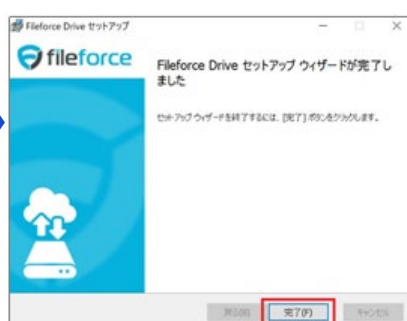 Fileforce Drive セットアップ
fileforce
Fileforce Drive セットアップ ウィザードが完了し
ました
セットアップ ウィザードを終了するには、[完了] ボタンをクリックします。
戻る(B) 完了(F) キャンセル